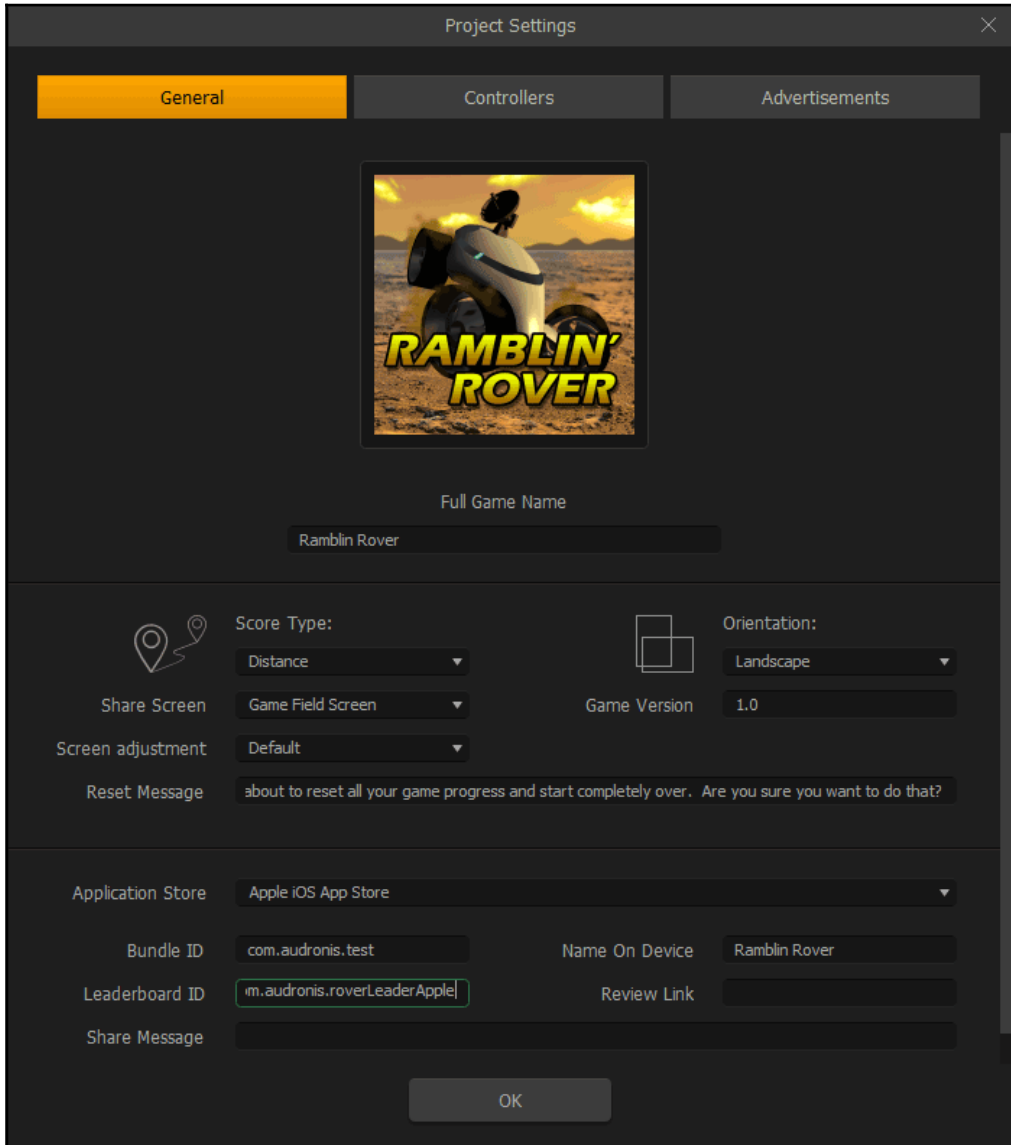 Project Settings
General Controllers Advertisements
RAMBLIN'
ROVER
Full Game Name
Ramblin Rover
Score Type: Orientation:
Distance Landscape
Share Screen Game Field Screen Game Version 1.0
Screen adjustment Default
Reset Message about to reset all your game progress and start completely over. Are you sure you want to do that?
Application Store Apple iOS App Store
Bundle ID com.audronis.test Name On Device Ramblin Rover
Leaderboard ID m.audronis.roverLeaderApple Review Link
Share Message
OK